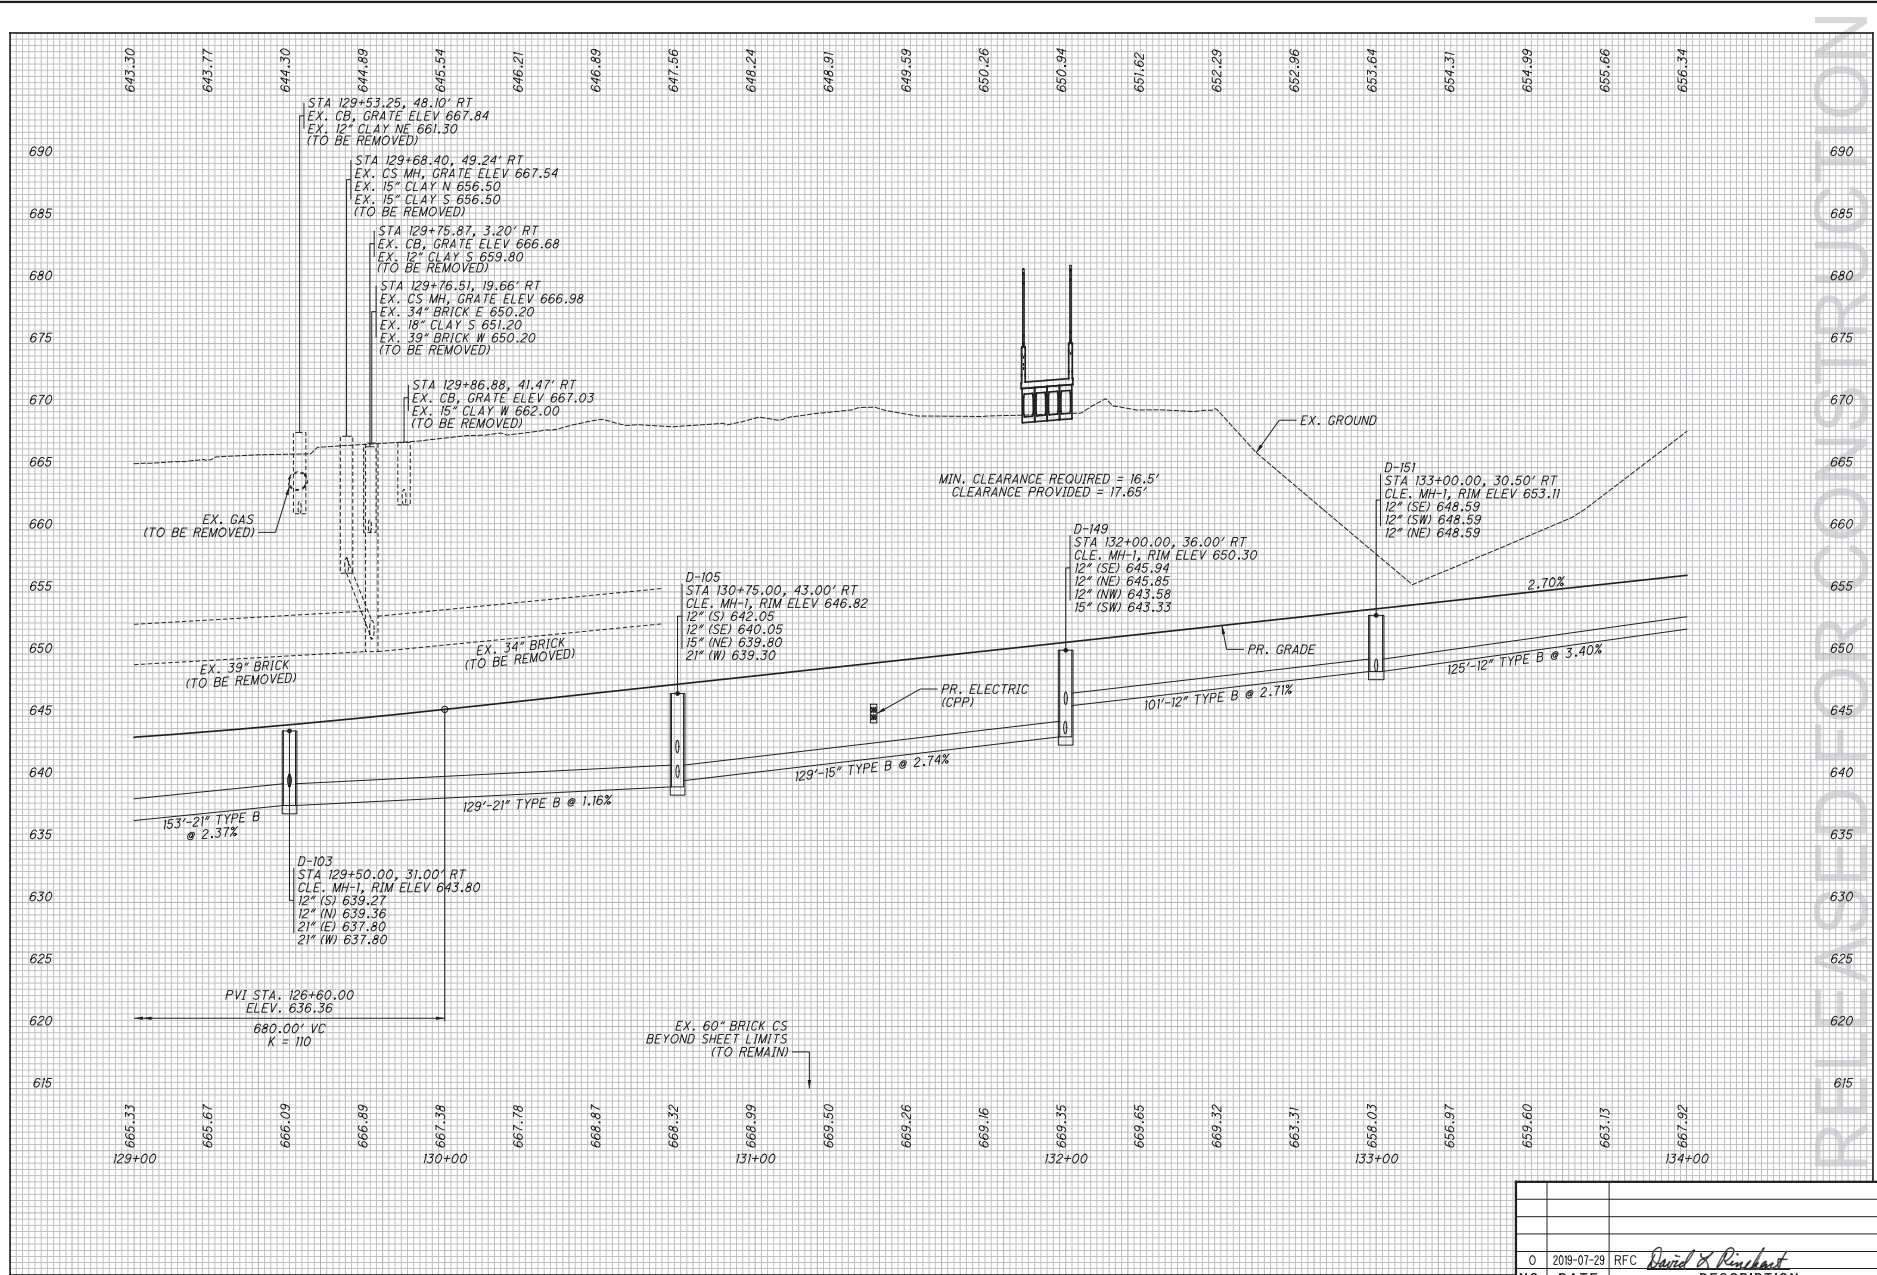 643.30 643.77 644.30 644.89 645.54 646.21 646.89 647.56 648.24 648.91 649.59 650.26 650.94 651.62 652.29 652.96 653.64 654.31 654.99 655.66 656.34
STA 129+53.25, 48.10' RT
EX. CB, GRATE ELEV 667.84
EX. 12" CLAY NE 661.30
(TO BE REMOVED)
STA 129+68.40, 49.24' RT
EX. CS MH, GRATE ELEV 667.54
EX. 15" CLAY N 656.50
EX. 15" CLAY S 656.50
(TO BE REMOVED)
STA 129+75.87, 3.20' RT
EX. CB, GRATE ELEV 666.68
EX. 12" CLAY S 659.80
(TO BE REMOVED)
STA 129+76.51, 19.66' RT
EX. CS MH, GRATE ELEV 666.98
EX. 34" BRICK E 650.20
EX. 18" CLAY S 651.20
EX. 39" BRICK W 650.20
(TO BE REMOVED)
STA 129+86.88, 41.47' RT
EX. CB, GRATE ELEV 667.03
EX. 15" CLAY W 662.00
(TO BE REMOVED)
690
685
680
675
670
665
660
655
650
645
640
635
630
625
620
615
690
685
680
675
670
665
660
655
650
645
640
635
630
625
620
615
EX. GROUND
MIN. CLEARANCE REQUIRED = 16.5'
CLEARANCE PROVIDED = 17.65'
EX. GAS
(TO BE REMOVED)
D-151
STA 133+00.00, 30.50' RT
CLE. MH-1, RIM ELEV 653.11
12" (SE) 648.59
12" (SW) 648.59
12" (NE) 648.59
D-149
STA 132+00.00, 36.00' RT
CLE. MH-1, RIM ELEV 650.30
12" (SE) 645.94
12" (NE) 645.85
12" (NW) 643.58
15" (SW) 643.33
D-105
STA 130+75.00, 43.00' RT
CLE. MH-1, RIM ELEV 646.82
12" (S) 642.05
12" (SE) 640.05
15" (NE) 639.80
21" (W) 639.30
2.70%
EX. 39" BRICK
(TO BE REMOVED)
EX. 34" BRICK
(TO BE REMOVED)
PR. GRADE
125'-12" TYPE B @ 3.40%
PR. ELECTRIC
(CPP)
101'-12" TYPE B @ 2.71%
129'-15" TYPE B @ 2.74%
129'-21" TYPE B @ 1.16%
153'-21" TYPE B
@ 2.37%
D-103
STA 129+50.00, 31.00' RT
CLE. MH-1, RIM ELEV 643.80
12" (S) 639.27
12" (N) 639.36
21" (E) 637.80
21" (W) 637.80
PVI STA. 126+60.00
ELEV. 636.36
680.00' VC
K = 110
EX. 60" BRICK CS
BEYOND SHEET LIMITS
(TO REMAIN)
665.33 665.67 666.09 666.89 667.38 667.78 668.87 668.32 668.99 669.50 669.26 669.16 669.35 669.65 669.32 663.31 658.03 656.97 659.60 663.13 667.92
129+00 130+00 131+00 132+00 133+00 134+00
RELEASED FOR CONSTRUCTION
0 2019-07-29 RFC David L Rinehart
NO. DATE DESCRIPTION